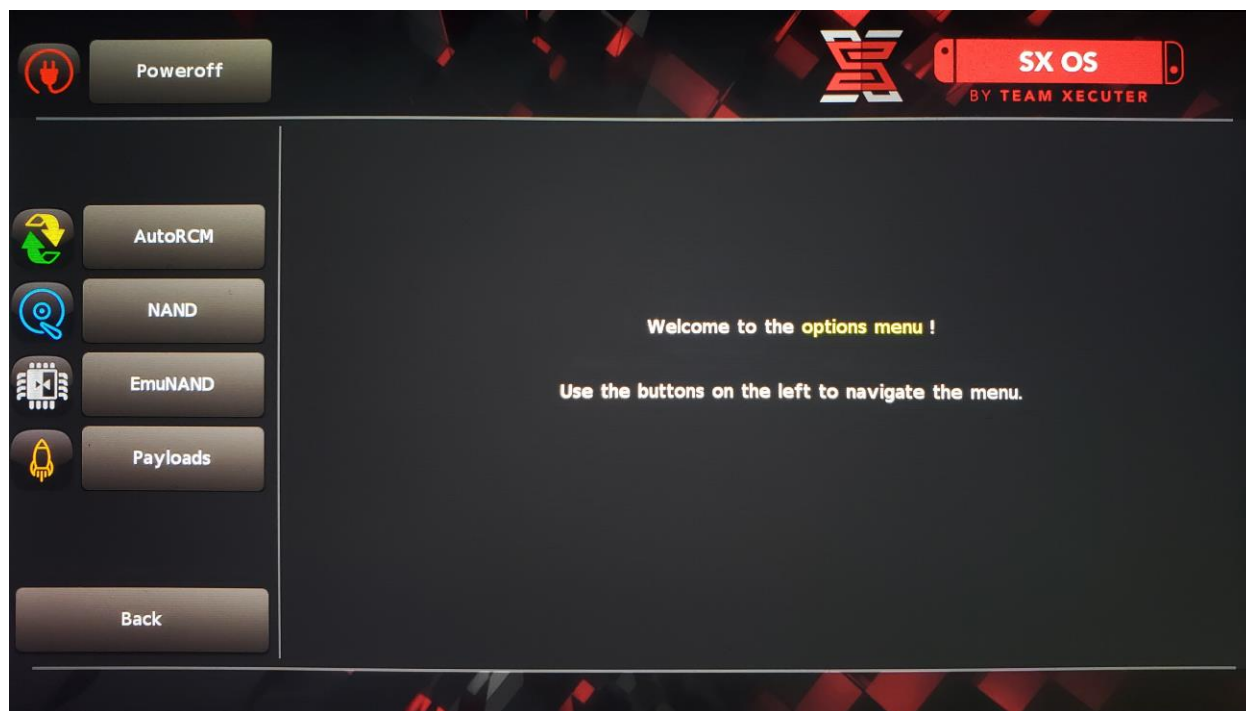 Poweroff
SX OS
BY TEAM XECUTER
AutoRCM
NAND
EmuNAND
Payloads
Back
Welcome to the options menu !
Use the buttons on the left to navigate the menu.